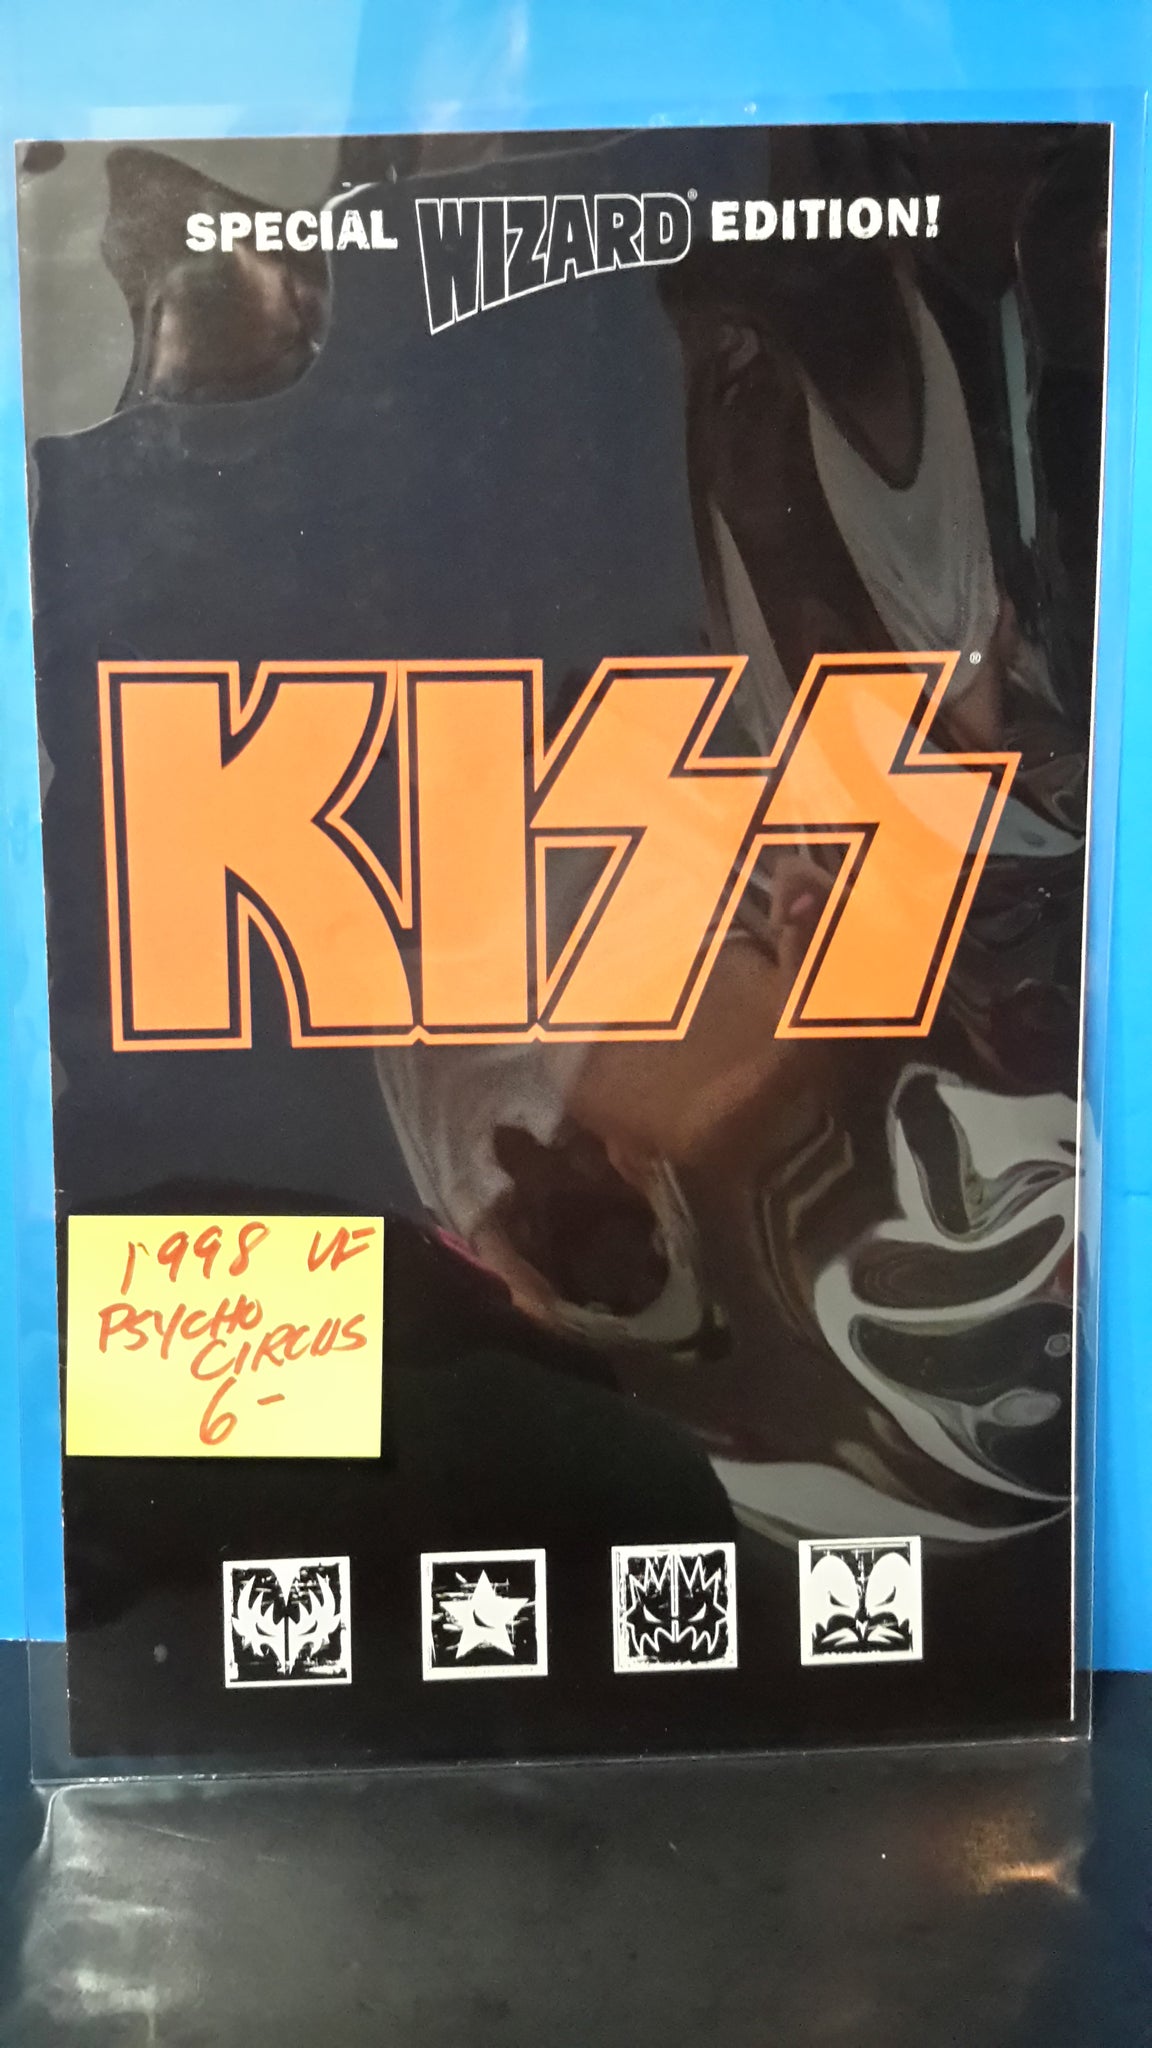 SPECIAL WIZARD® EDITION!
KISS®
1998 VF
PSYCHO
CIRCUS
6-